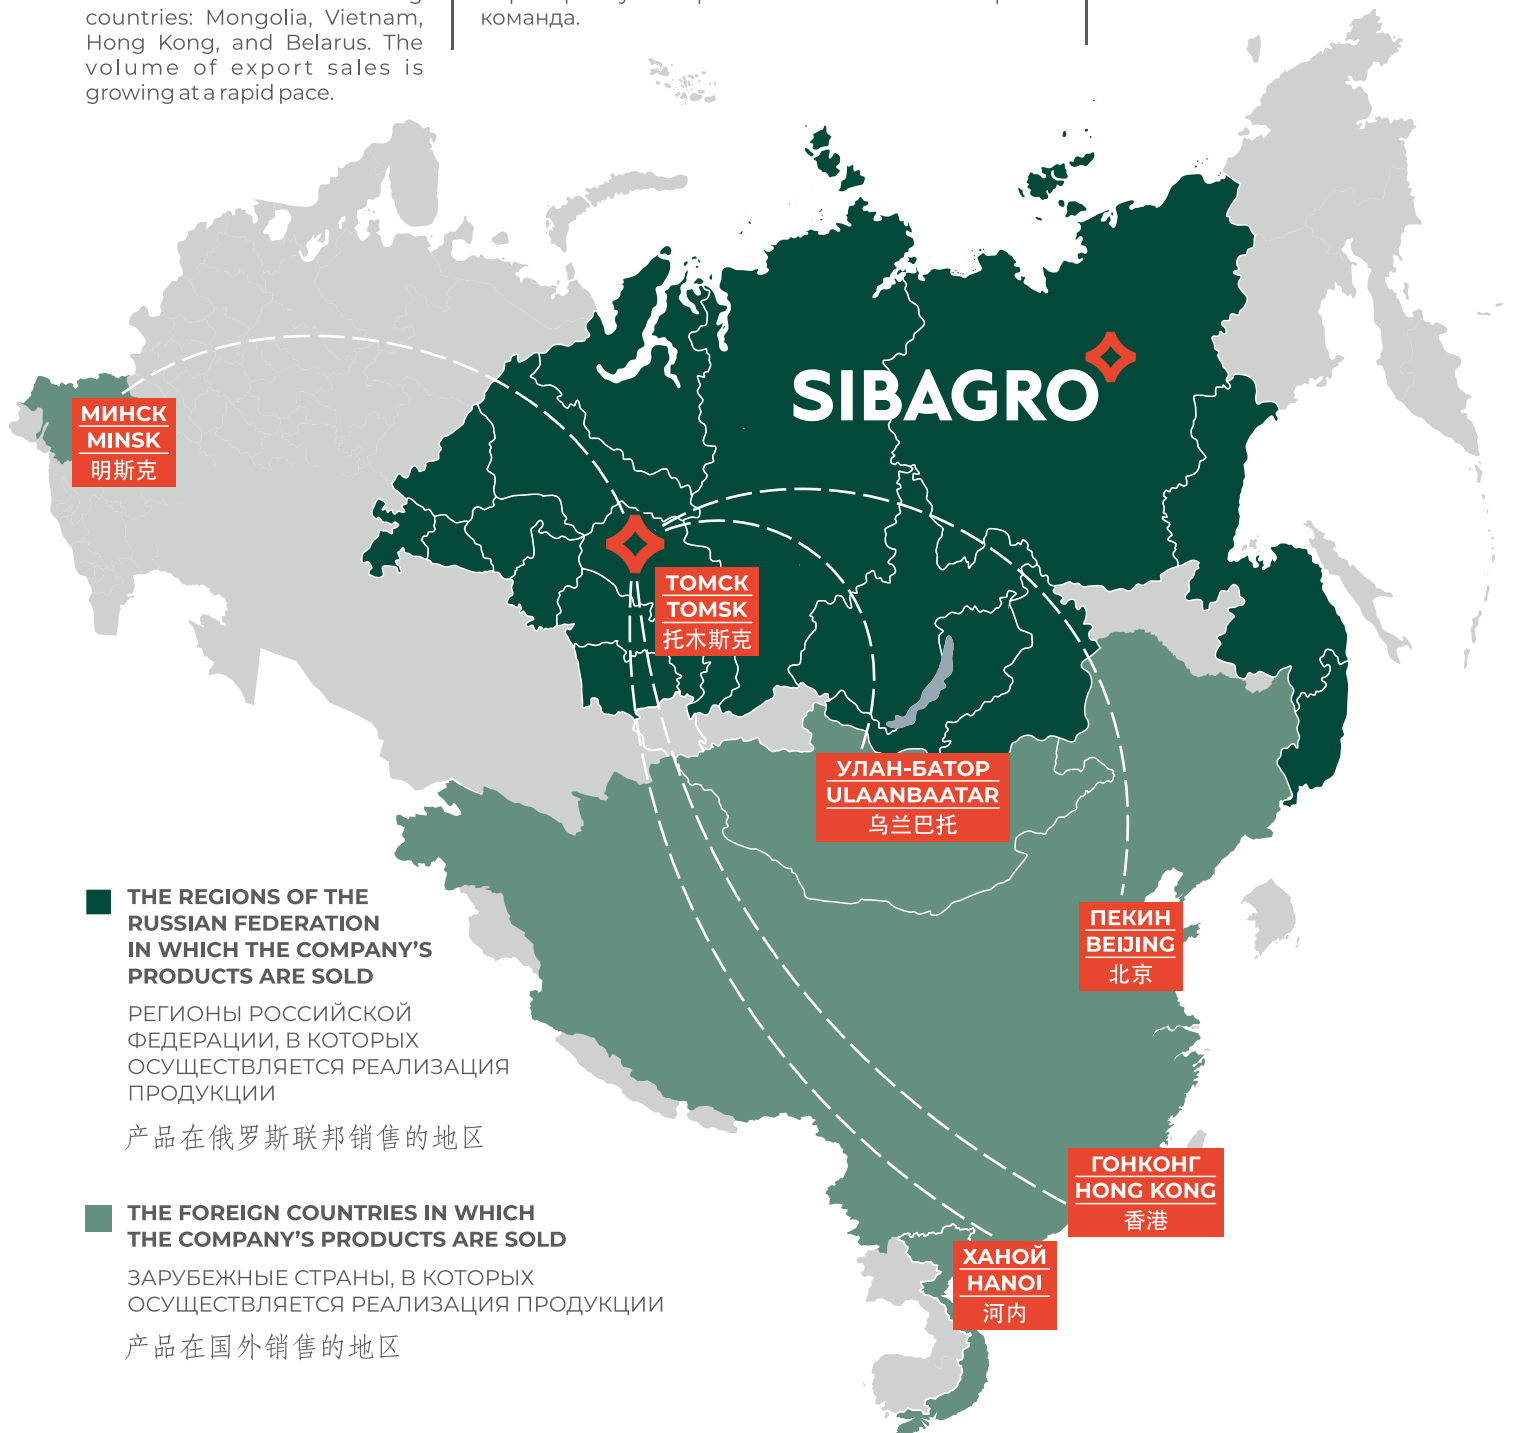 countries: Mongolia, Vietnam,
Hong Kong, and Belarus. The
volume of export sales is
growing at a rapid pace.
команда.
SIBAGRO
МИНСК
MINSK
明斯克
ТОМСК
TOMSK
托木斯克
УЛАН-БАТОР
ULAANBAATAR
乌兰巴托
ПЕКИН
BEIJING
北京
ГОНКОНГ
HONG KONG
香港
ХАНОЙ
HANOI
河内
THE REGIONS OF THE
RUSSIAN FEDERATION
IN WHICH THE COMPANY’S
PRODUCTS ARE SOLD
РЕГИОНЫ РОССИЙСКОЙ
ФЕДЕРАЦИИ, В КОТОРЫХ
ОСУЩЕСТВЛЯЕТСЯ РЕАЛИЗАЦИЯ
ПРОДУКЦИИ
产品在俄罗斯联邦销售的地区
THE FOREIGN COUNTRIES IN WHICH
THE COMPANY’S PRODUCTS ARE SOLD
ЗАРУБЕЖНЫЕ СТРАНЫ, В КОТОРЫХ
ОСУЩЕСТВЛЯЕТСЯ РЕАЛИЗАЦИЯ ПРОДУКЦИИ
产品在国外销售的地区